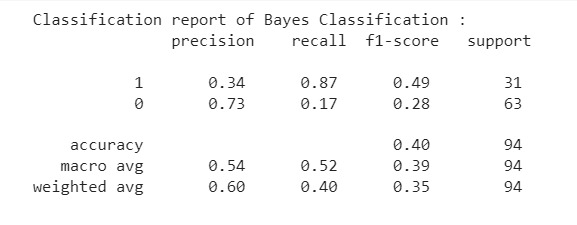 Classification report of Bayes Classification :
precision recall f1-score support
1 0.34 0.87 0.49 31
0 0.73 0.17 0.28 63
accuracy 0.40 94
macro avg 0.54 0.52 0.39 94
weighted avg 0.60 0.40 0.35 94